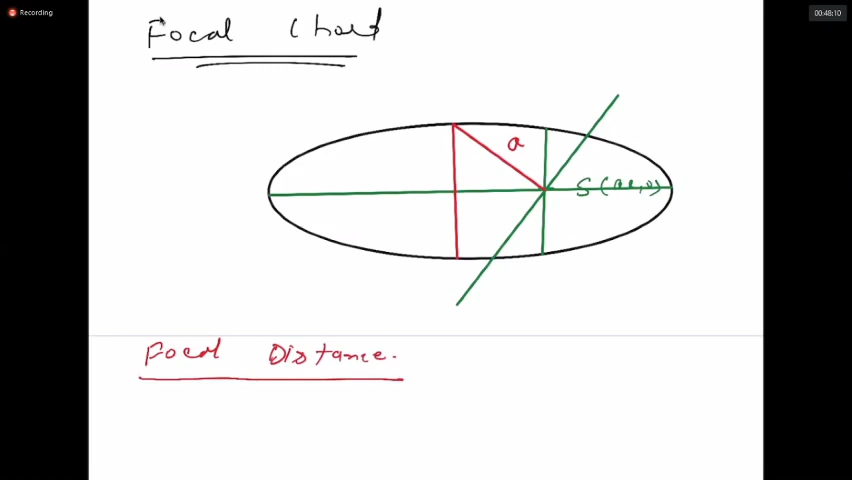 Recording
00:48:10
Focal Chord
a
S(ae,0)
Focal Distance.